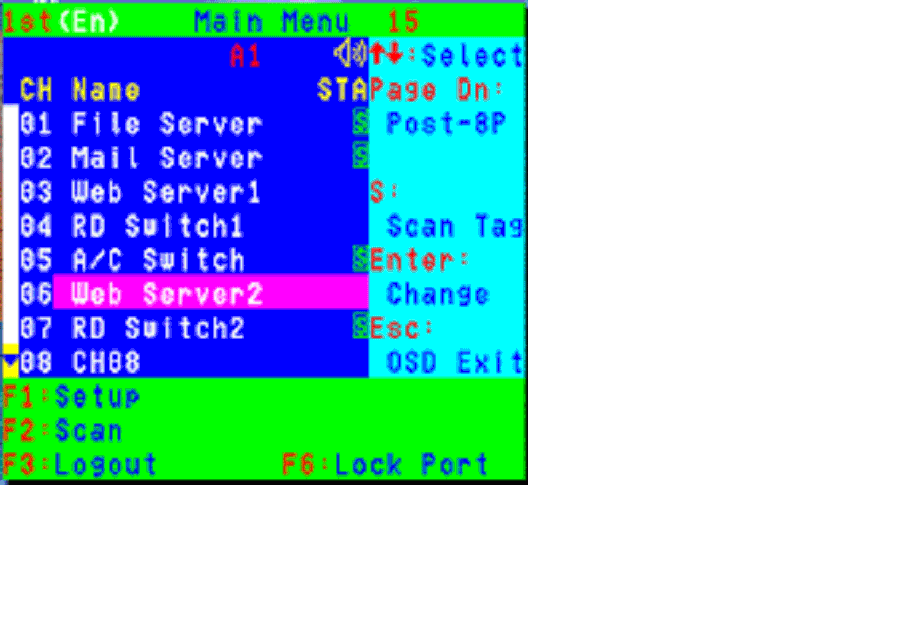 1st(En) Main Menu 15
A1 ↑↓:Select
CH Name STA Page Dn:
01 File Server S Post-8P
02 Mail Server S
03 Web Server1 S:
04 RD Switch1 Scan Tag
05 A/C Switch S Enter:
06 Web Server2 Change
07 RD Switch2 S Esc:
08 CH08 OSD Exit
F1:Setup
F2:Scan
F3:Logout F6:Lock Port